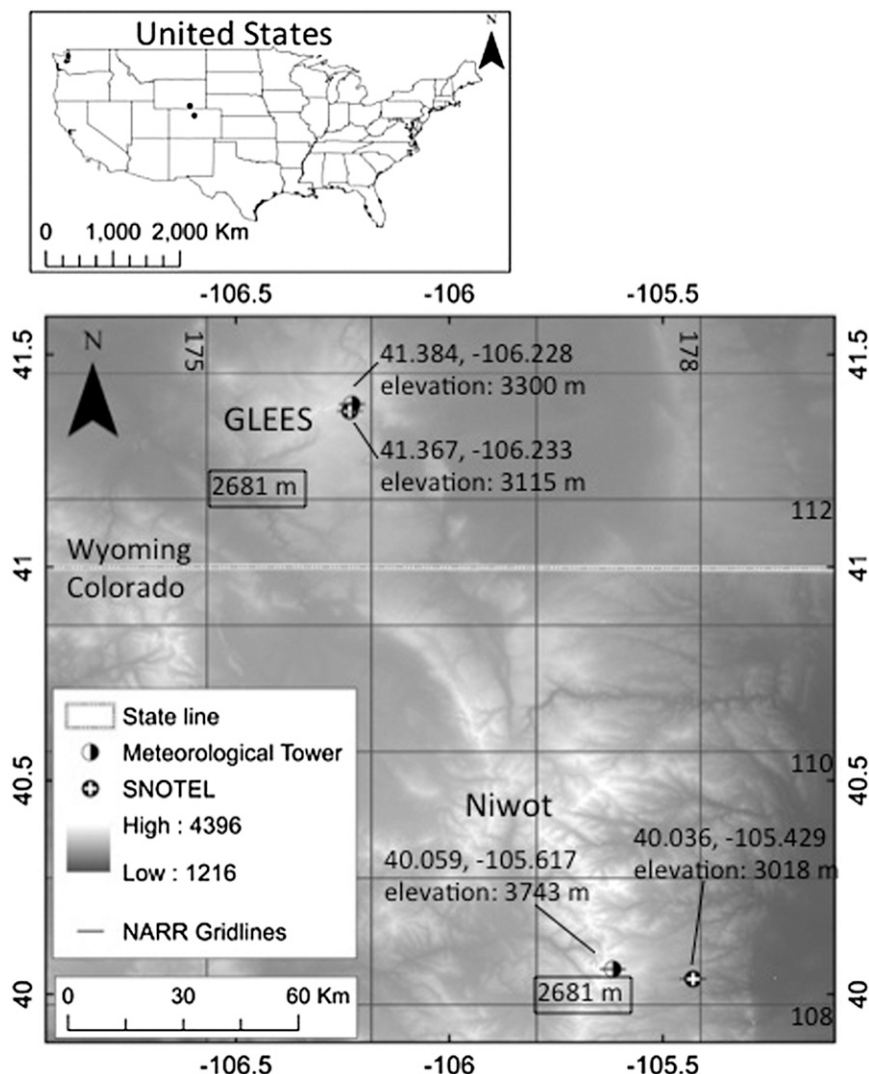 United States
N
0 1,000 2,000 Km
-106.5 -106 -105.5
175
178
N
41.5
41.5
41.384, -106.228
elevation: 3300 m
GLEES
41.367, -106.233
elevation: 3115 m
2681 m
112
Wyoming
41
41
Colorado
State line
Meteorological Tower
SNOTEL
High : 4396
Low : 1216
NARR Gridlines
110
40.5
40.5
Niwot
40.036, -105.429
elevation: 3018 m
40.059, -105.617
elevation: 3743 m
2681 m
40
40
0 30 60 Km
108
-106.5 -106 -105.5